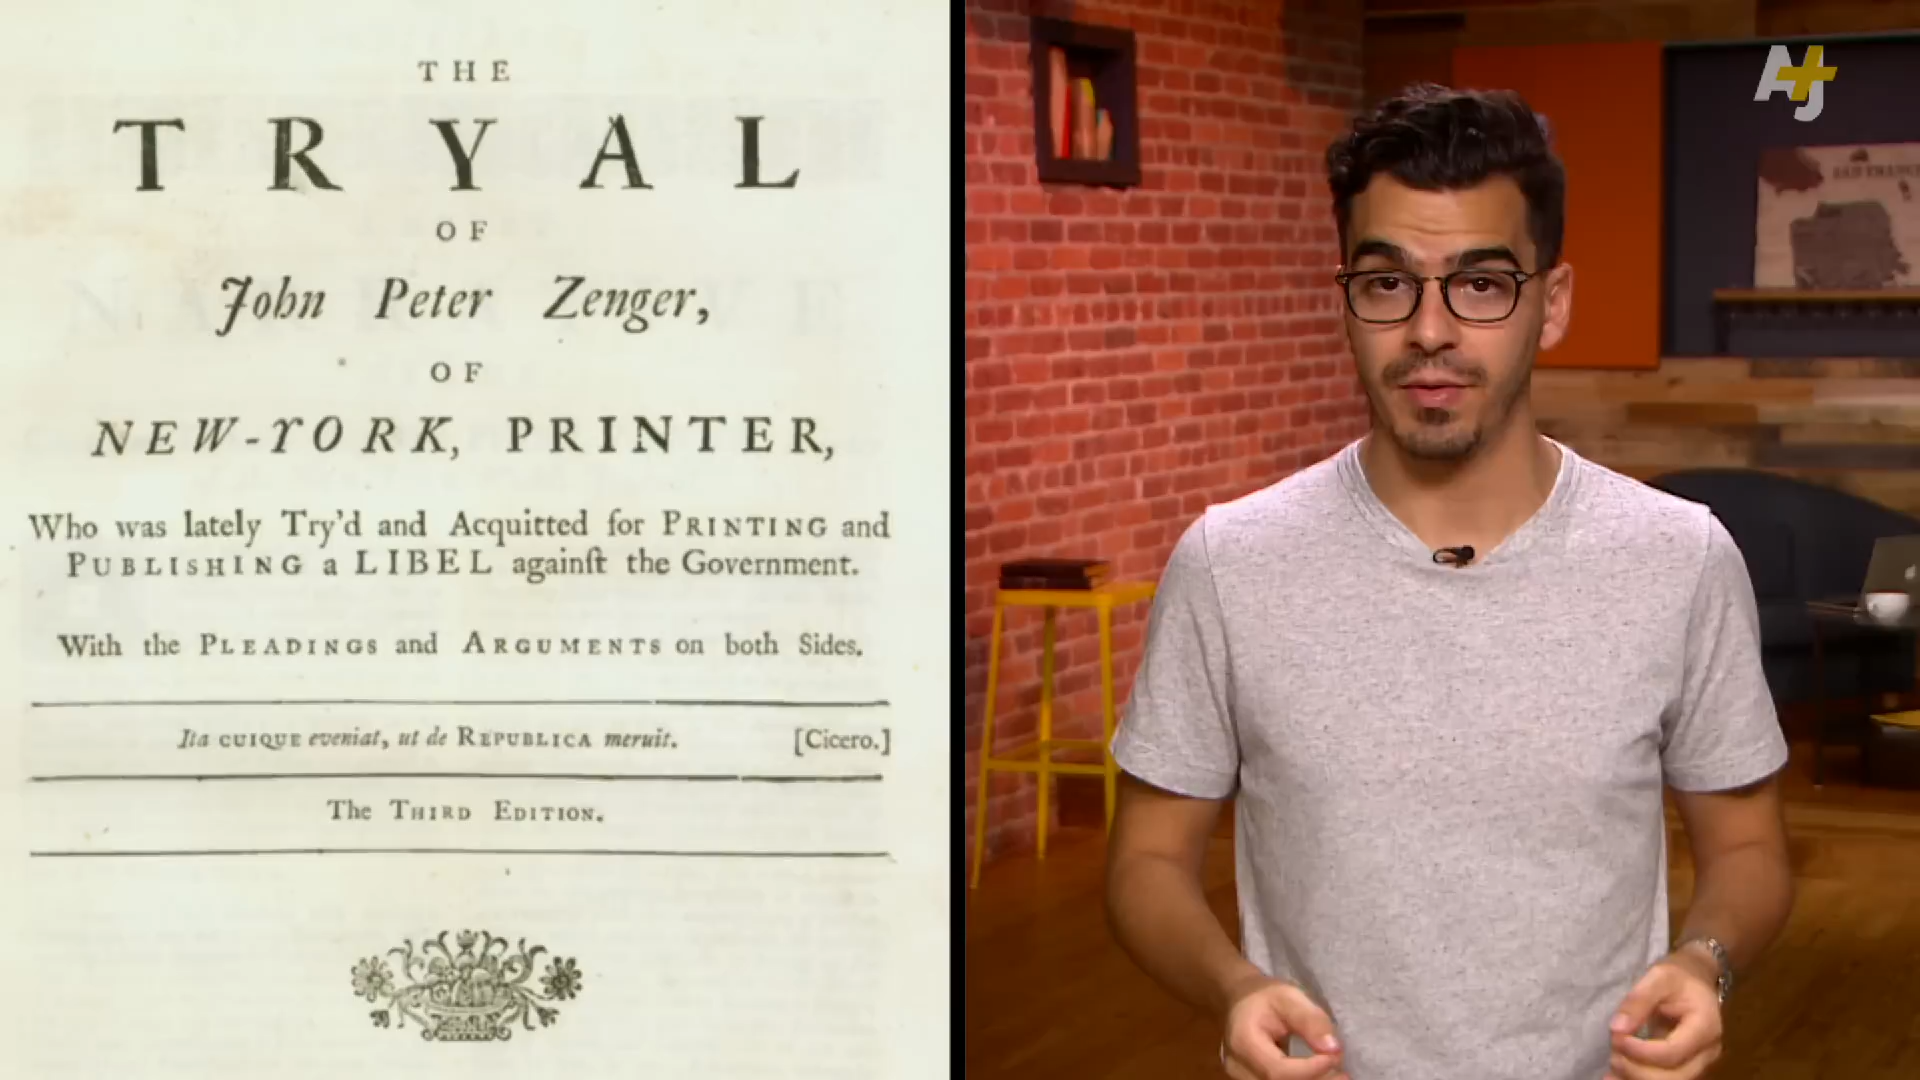 THE
TRYAL
OF
John Peter Zenger,
OF
NEW-YORK, PRINTER,
Who was lately Try'd and Acquitted for PRINTING and
PUBLISHING a LIBEL againſt the Government.
With the PLEADINGS and ARGUMENTS on both Sides.
Ita CUIQUE eveniat, ut de REPUBLICA meruit. [Cicero.]
The THIRD EDITION.
AJ+